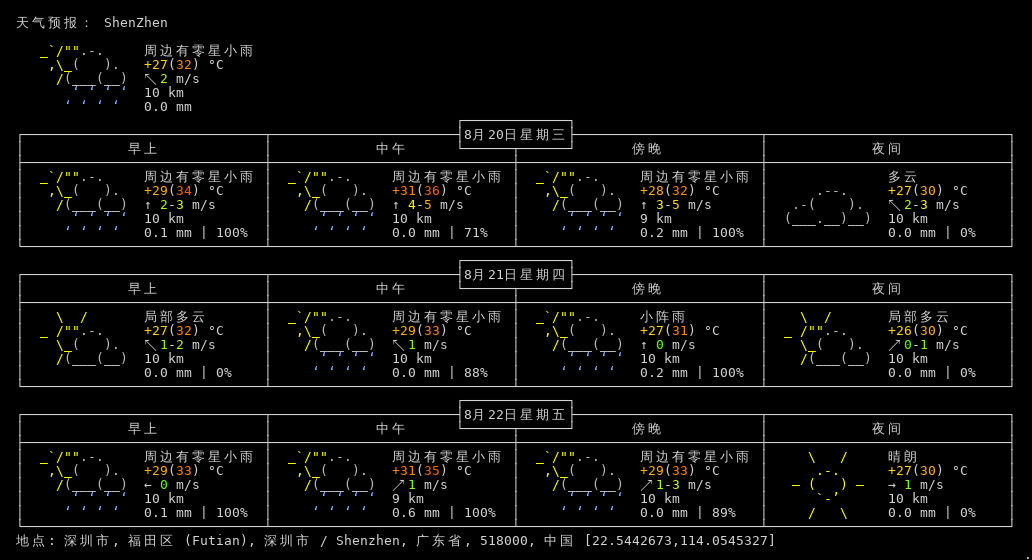 天气预报： ShenZhen
周边有零星小雨
+27(32) °C
↖2 m/s
10 km
0.0 mm
8月20日星期三
早上 中午 傍晚 夜间
周边有零星小雨 周边有零星小雨 周边有零星小雨 多云
+29(34) °C +31(36) °C +28(32) °C +27(30) °C
↑ 2-3 m/s ↑ 4-5 m/s ↑ 3-5 m/s ↖2-3 m/s
10 km 10 km 9 km 10 km
0.1 mm | 100% 0.0 mm | 71% 0.2 mm | 100% 0.0 mm | 0%
8月21日星期四
早上 中午 傍晚 夜间
局部多云 周边有零星小雨 小阵雨 局部多云
+27(32) °C +29(33) °C +27(31) °C +26(30) °C
↖1-2 m/s ↖1 m/s ↑ 0 m/s ↗0-1 m/s
10 km 10 km 10 km 10 km
0.0 mm | 0% 0.0 mm | 88% 0.2 mm | 100% 0.0 mm | 0%
8月22日星期五
早上 中午 傍晚 夜间
周边有零星小雨 周边有零星小雨 周边有零星小雨 晴朗
+29(33) °C +31(35) °C +29(33) °C +27(30) °C
← 0 m/s ↗1 m/s ↗1-3 m/s → 1 m/s
10 km 9 km 10 km 10 km
0.1 mm | 100% 0.6 mm | 100% 0.0 mm | 89% 0.0 mm | 0%
地点: 深圳市, 福田区 (Futian), 深圳市 / Shenzhen, 广东省, 518000, 中国 [22.5442673,114.0545327]